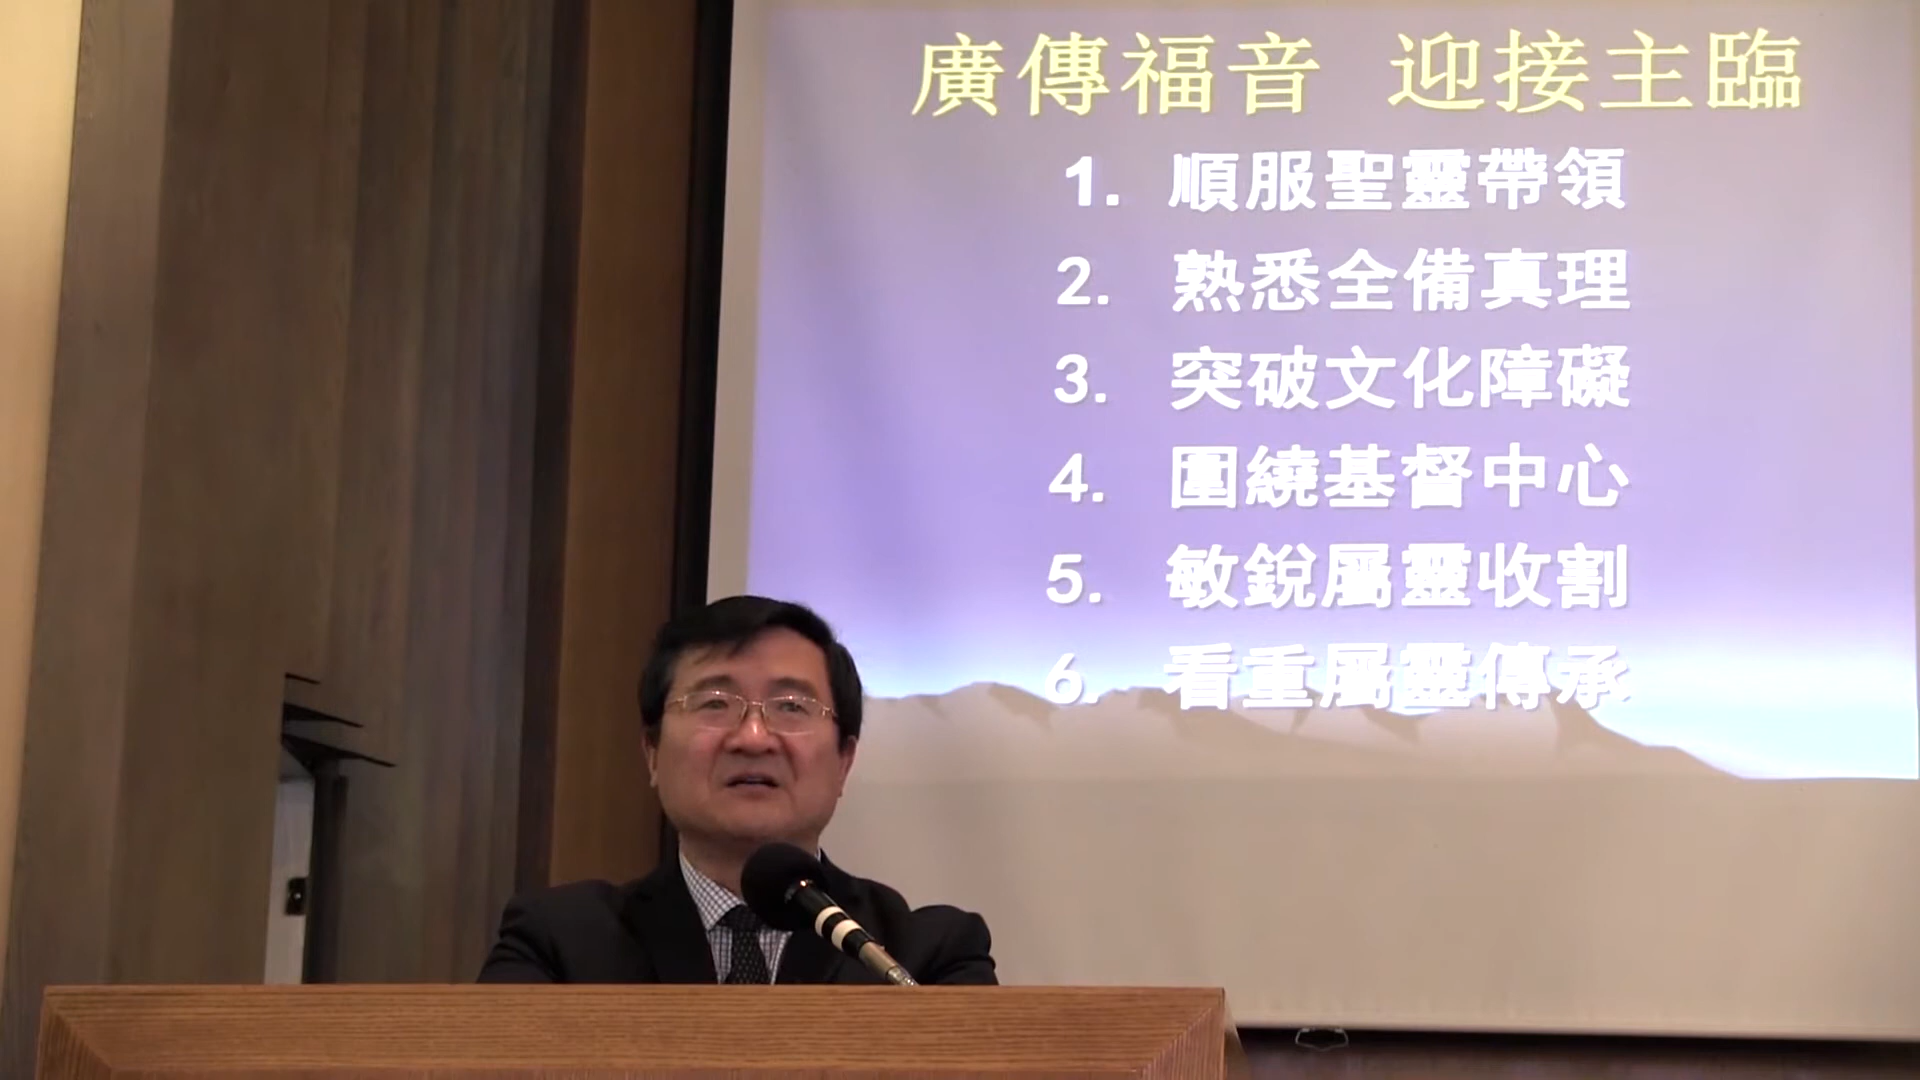 廣傳福音 迎接主臨
1. 順服聖靈帶領
2. 熟悉全備真理
3. 突破文化障礙
4. 圍繞基督中心
5. 敏銳屬靈收割
6. 看重屬靈傳承